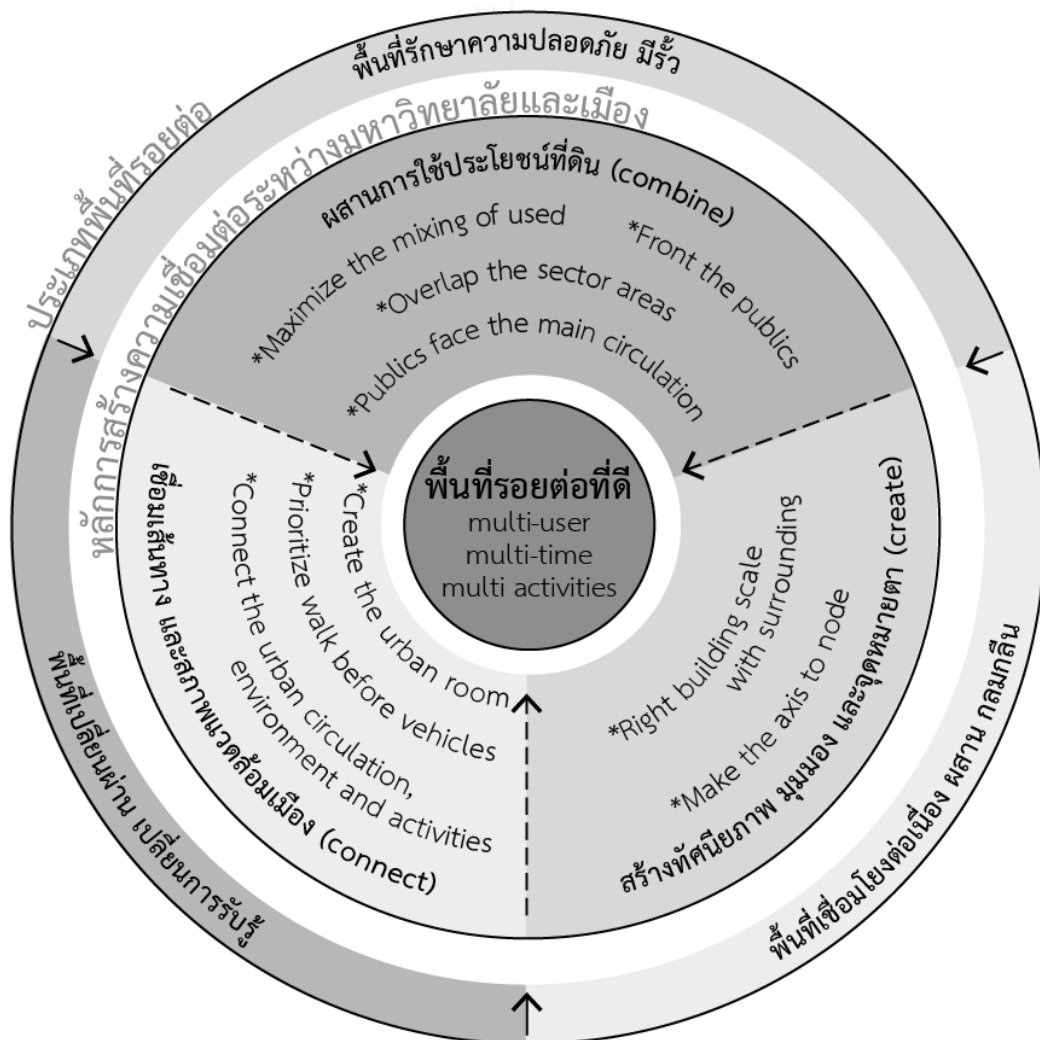 พื้นที่รักษาความปลอดภัย มีรั้ว
ประเภทพื้นที่รอยต่อ
หลักการสร้างความเชื่อมต่อระหว่างมหาวิทยาลัยและเมือง
ผสานการใช้ประโยชน์ที่ดิน (combine)
*Maximize the mixing of used
*Front the publics
*Overlap the sector areas
*Publics face the main circulation
พื้นที่รอยต่อที่ดี
multi-user
multi-time
multi activities
*Create the urban room
*Prioritize walk before vehicles
*Connect the urban circulation,
environment and activities
เชื่อมเส้นทาง และสภาพแวดล้อมเมือง (connect)
*Right building scale
with surrounding
*Make the axis to node
สร้างทัศนียภาพ มุมมอง และจุดหมายตา (create)
พื้นที่เปลี่ยนผ่าน เปลี่ยนการรับรู้
พื้นที่เชื่อมโยงต่อเนื่อง ผสาน กลมกลืน